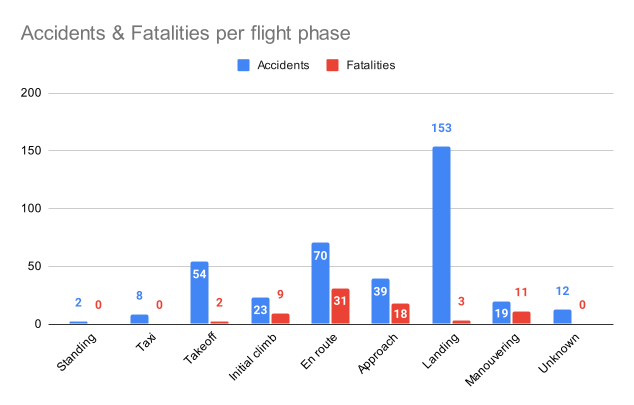 Accidents & Fatalities per flight phase
Accidents Fatalities
200
150
100
50
0
2 0
8 0
54 2
23 9
70 31
39 18
153 3
19 11
12 0
Standing
Taxi
Takeoff
Initial climb
En route
Approach
Landing
Manouvering
Unknown